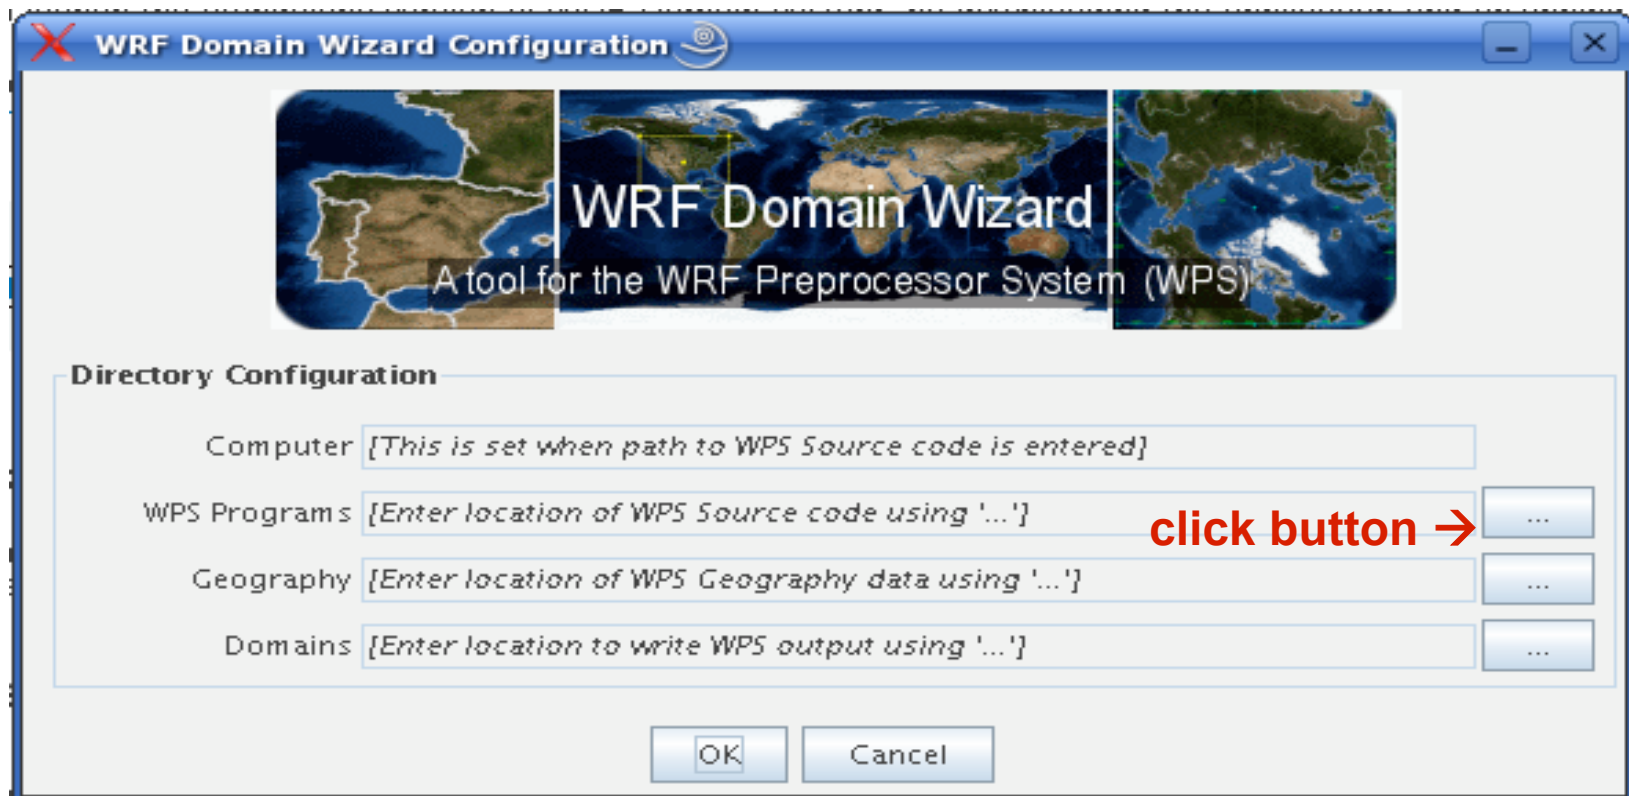 WRF Domain Wizard Configuration
WRF Domain Wizard
A tool for the WRF Preprocessor System (WPS)
Directory Configuration
Computer [This is set when path to WPS Source code is entered]
WPS Programs [Enter location of WPS Source code using '...'] click button → ...
Geography [Enter location of WPS Geography data using '...'] ...
Domains [Enter location to write WPS output using '...'] ...
OK Cancel